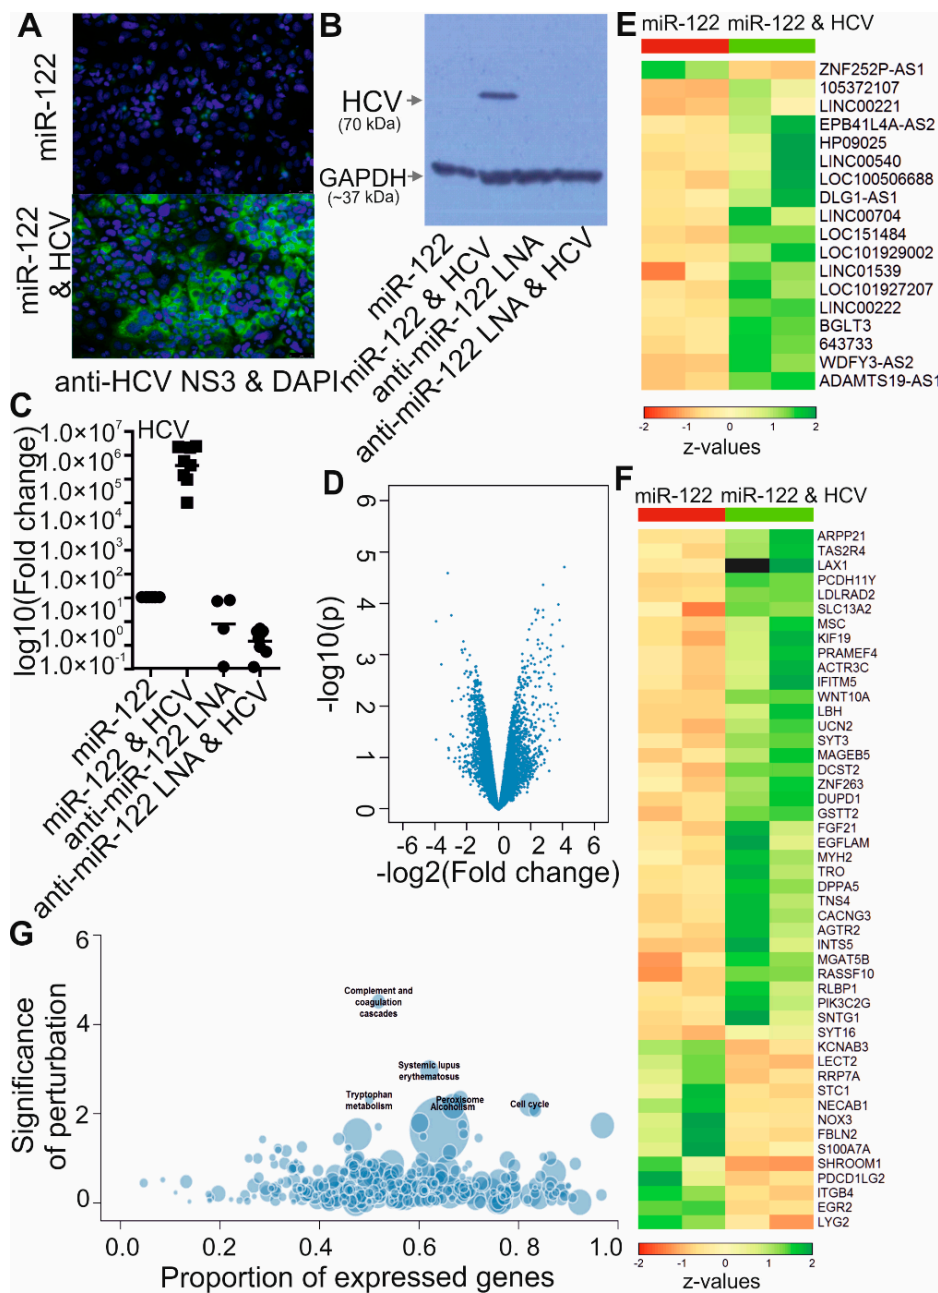 A
miR-122
miR-122
& HCV
anti-HCV NS3 & DAPI
B
HCV
(70 kDa)
GAPDH
(~37 kDa)
miR-122
miR-122 & HCV
anti-miR-122 LNA
anti-miR-122 LNA & HCV
C
HCV
log10(Fold change)
1.0×10⁷
1.0×10⁶
1.0×10⁵
1.0×10⁴
1.0×10³
1.0×10²
1.0×10¹
1.0×10⁰
1.0×10⁻¹
miR-122
miR-122 & HCV
anti-miR-122 LNA
anti-miR-122 LNA & HCV
D
-log10(p)
6
5
4
3
2
1
0
-6 -4 -2 0 2 4 6
-log2(Fold change)
E
miR-122 miR-122 & HCV
ZNF252P-AS1
105372107
LINC00221
EPB41L4A-AS2
HP09025
LINC00540
LOC100506688
DLG1-AS1
LINC00704
LOC151484
LOC101929002
LINC01539
LOC101927207
LINC00222
BGLT3
643733
WDFY3-AS2
ADAMTS19-AS1
-2 -1 0 1 2
z-values
F
miR-122 miR-122 & HCV
ARPP21
TAS2R4
LAX1
PCDH11Y
LDLRAD2
SLC13A2
MSC
KIF19
PRAMEF4
ACTR3C
IFITM5
WNT10A
LBH
UCN2
SYT3
MAGEB5
DCST2
ZNF263
DUPD1
GSTT2
FGF21
EGFLAM
MYH2
TRO
DPPA5
TNS4
CACNG3
AGTR2
INTS5
MGAT5B
RASSF10
RLBP1
PIK3C2G
SNTG1
SYT16
KCNAB3
LECT2
RRP7A
STC1
NECAB1
NOX3
FBLN2
S100A7A
SHROOM1
PDCD1LG2
ITGB4
EGR2
LYG2
-2 -1 0 1 2
z-values
G
Significance
of perturbation
6
4
2
0
Complement and
coagulation
cascades
Systemic lupus
erythematosus
Tryptophan
metabolism
Peroxisome
Alcoholism
Cell cycle
0.0 0.2 0.4 0.6 0.8 1.0
Proportion of expressed genes